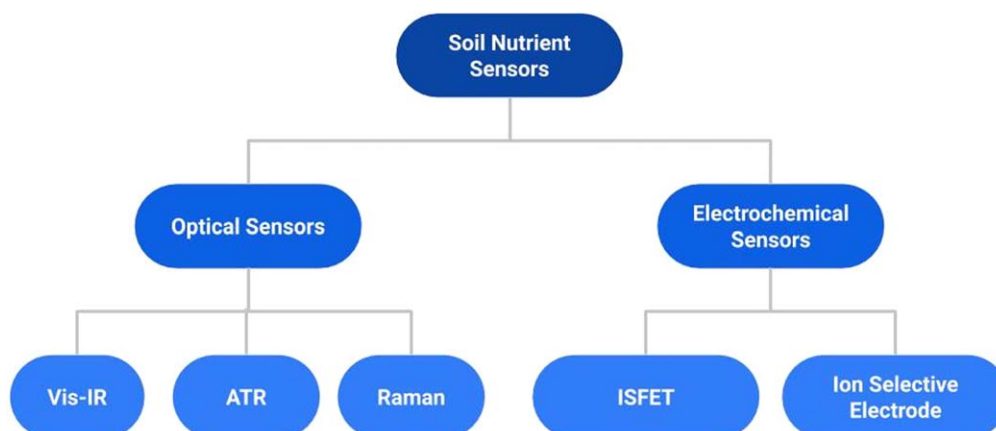 Soil Nutrient
Sensors
Optical Sensors
Electrochemical
Sensors
Vis-IR
ATR
Raman
ISFET
Ion Selective
Electrode